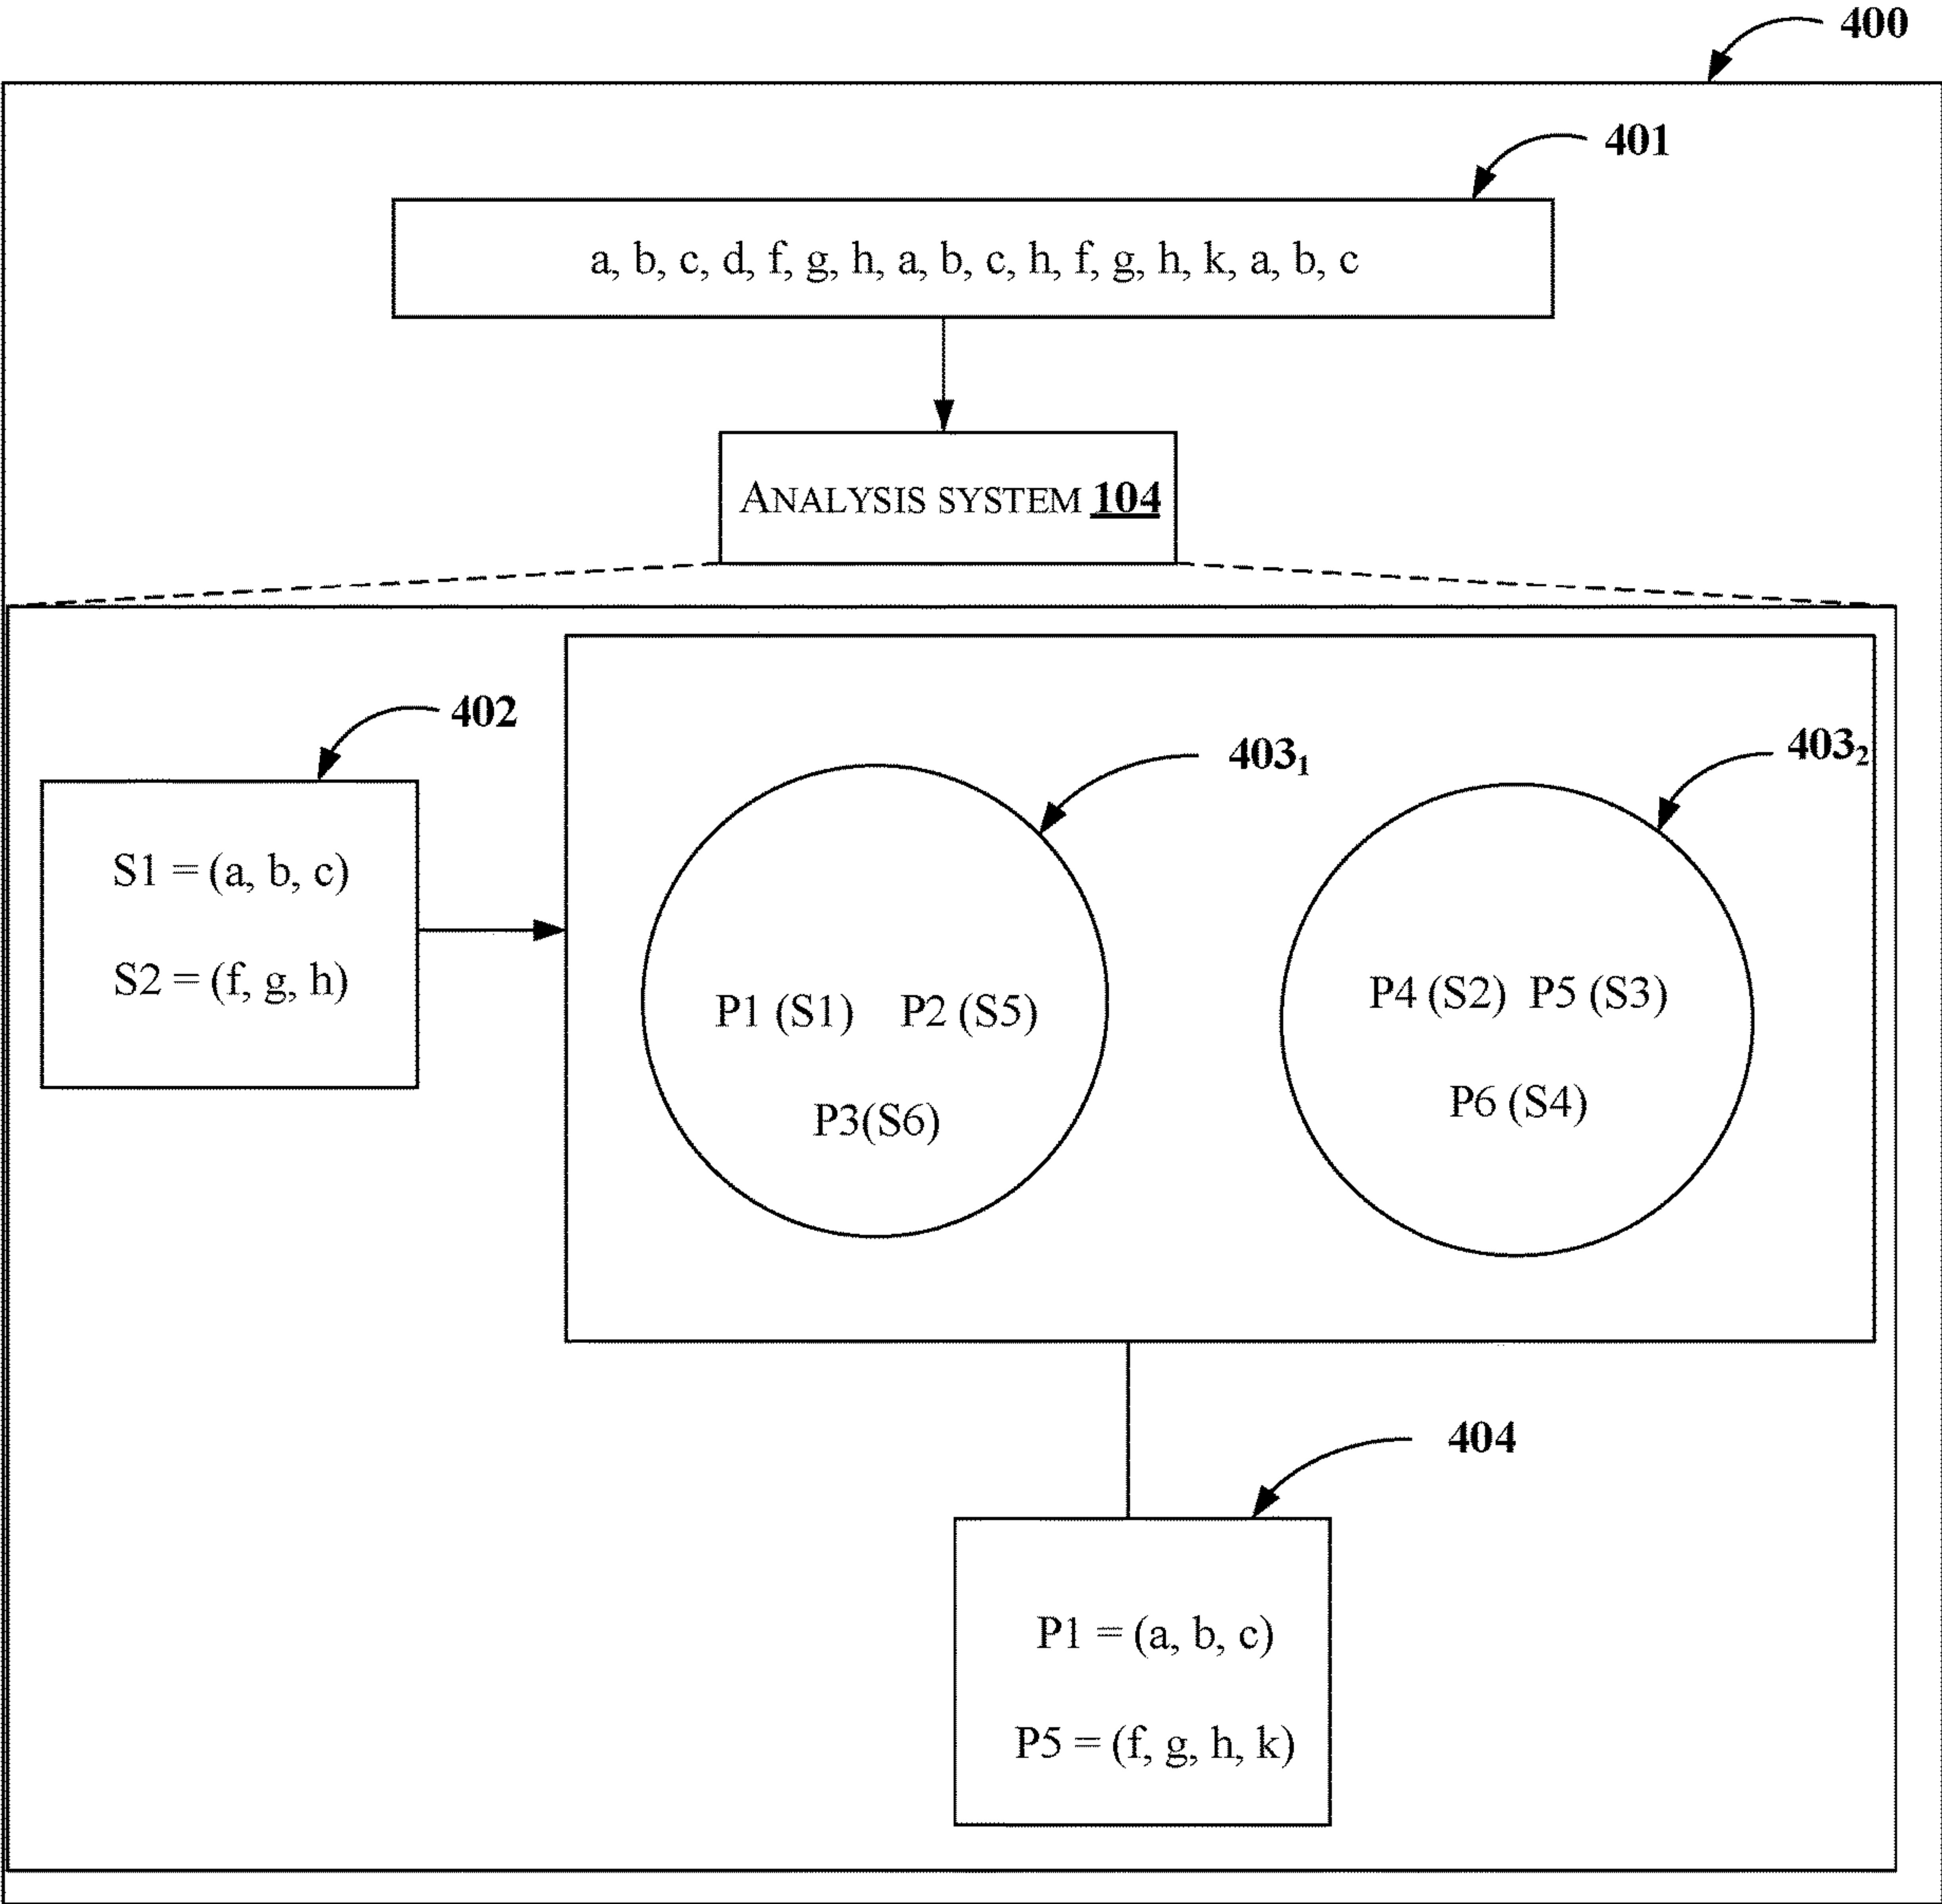 400
401
a, b, c, d, f, g, h, a, b, c, h, f, g, h, k, a, b, c
ANALYSIS SYSTEM 104
402
403₁
403₂
S1 = (a, b, c)
S2 = (f, g, h)
P1 (S1) P2 (S5)
P3(S6)
P4 (S2) P5 (S3)
P6 (S4)
404
P1 = (a, b, c)
P5 = (f, g, h, k)